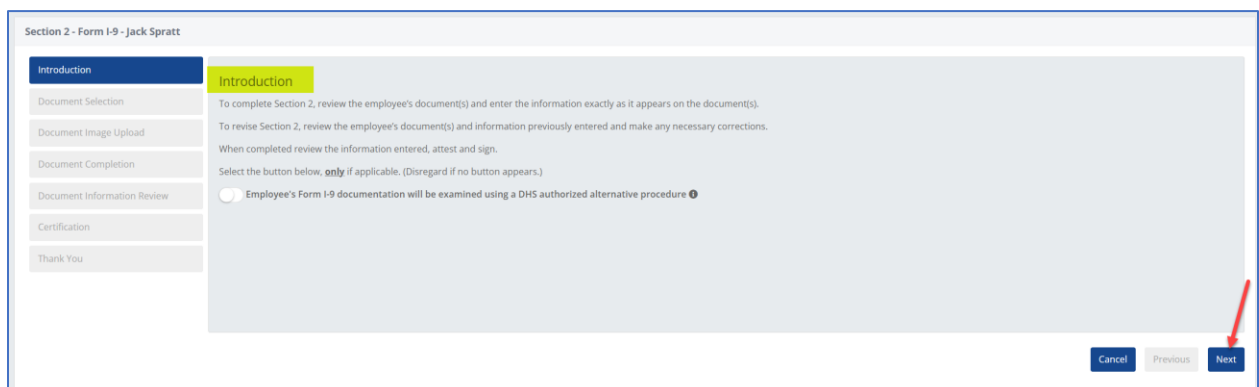 Section 2 - Form I-9 - Jack Spratt
Introduction
Document Selection
Document Image Upload
Document Completion
Document Information Review
Certification
Thank You
Introduction
To complete Section 2, review the employee's document(s) and enter the information exactly as it appears on the document(s).
To revise Section 2, review the employee's document(s) and information previously entered and make any necessary corrections.
When completed review the information entered, attest and sign.
Select the button below, only if applicable. (Disregard if no button appears.)
Employee's Form I-9 documentation will be examined using a DHS authorized alternative procedure
Cancel Previous Next